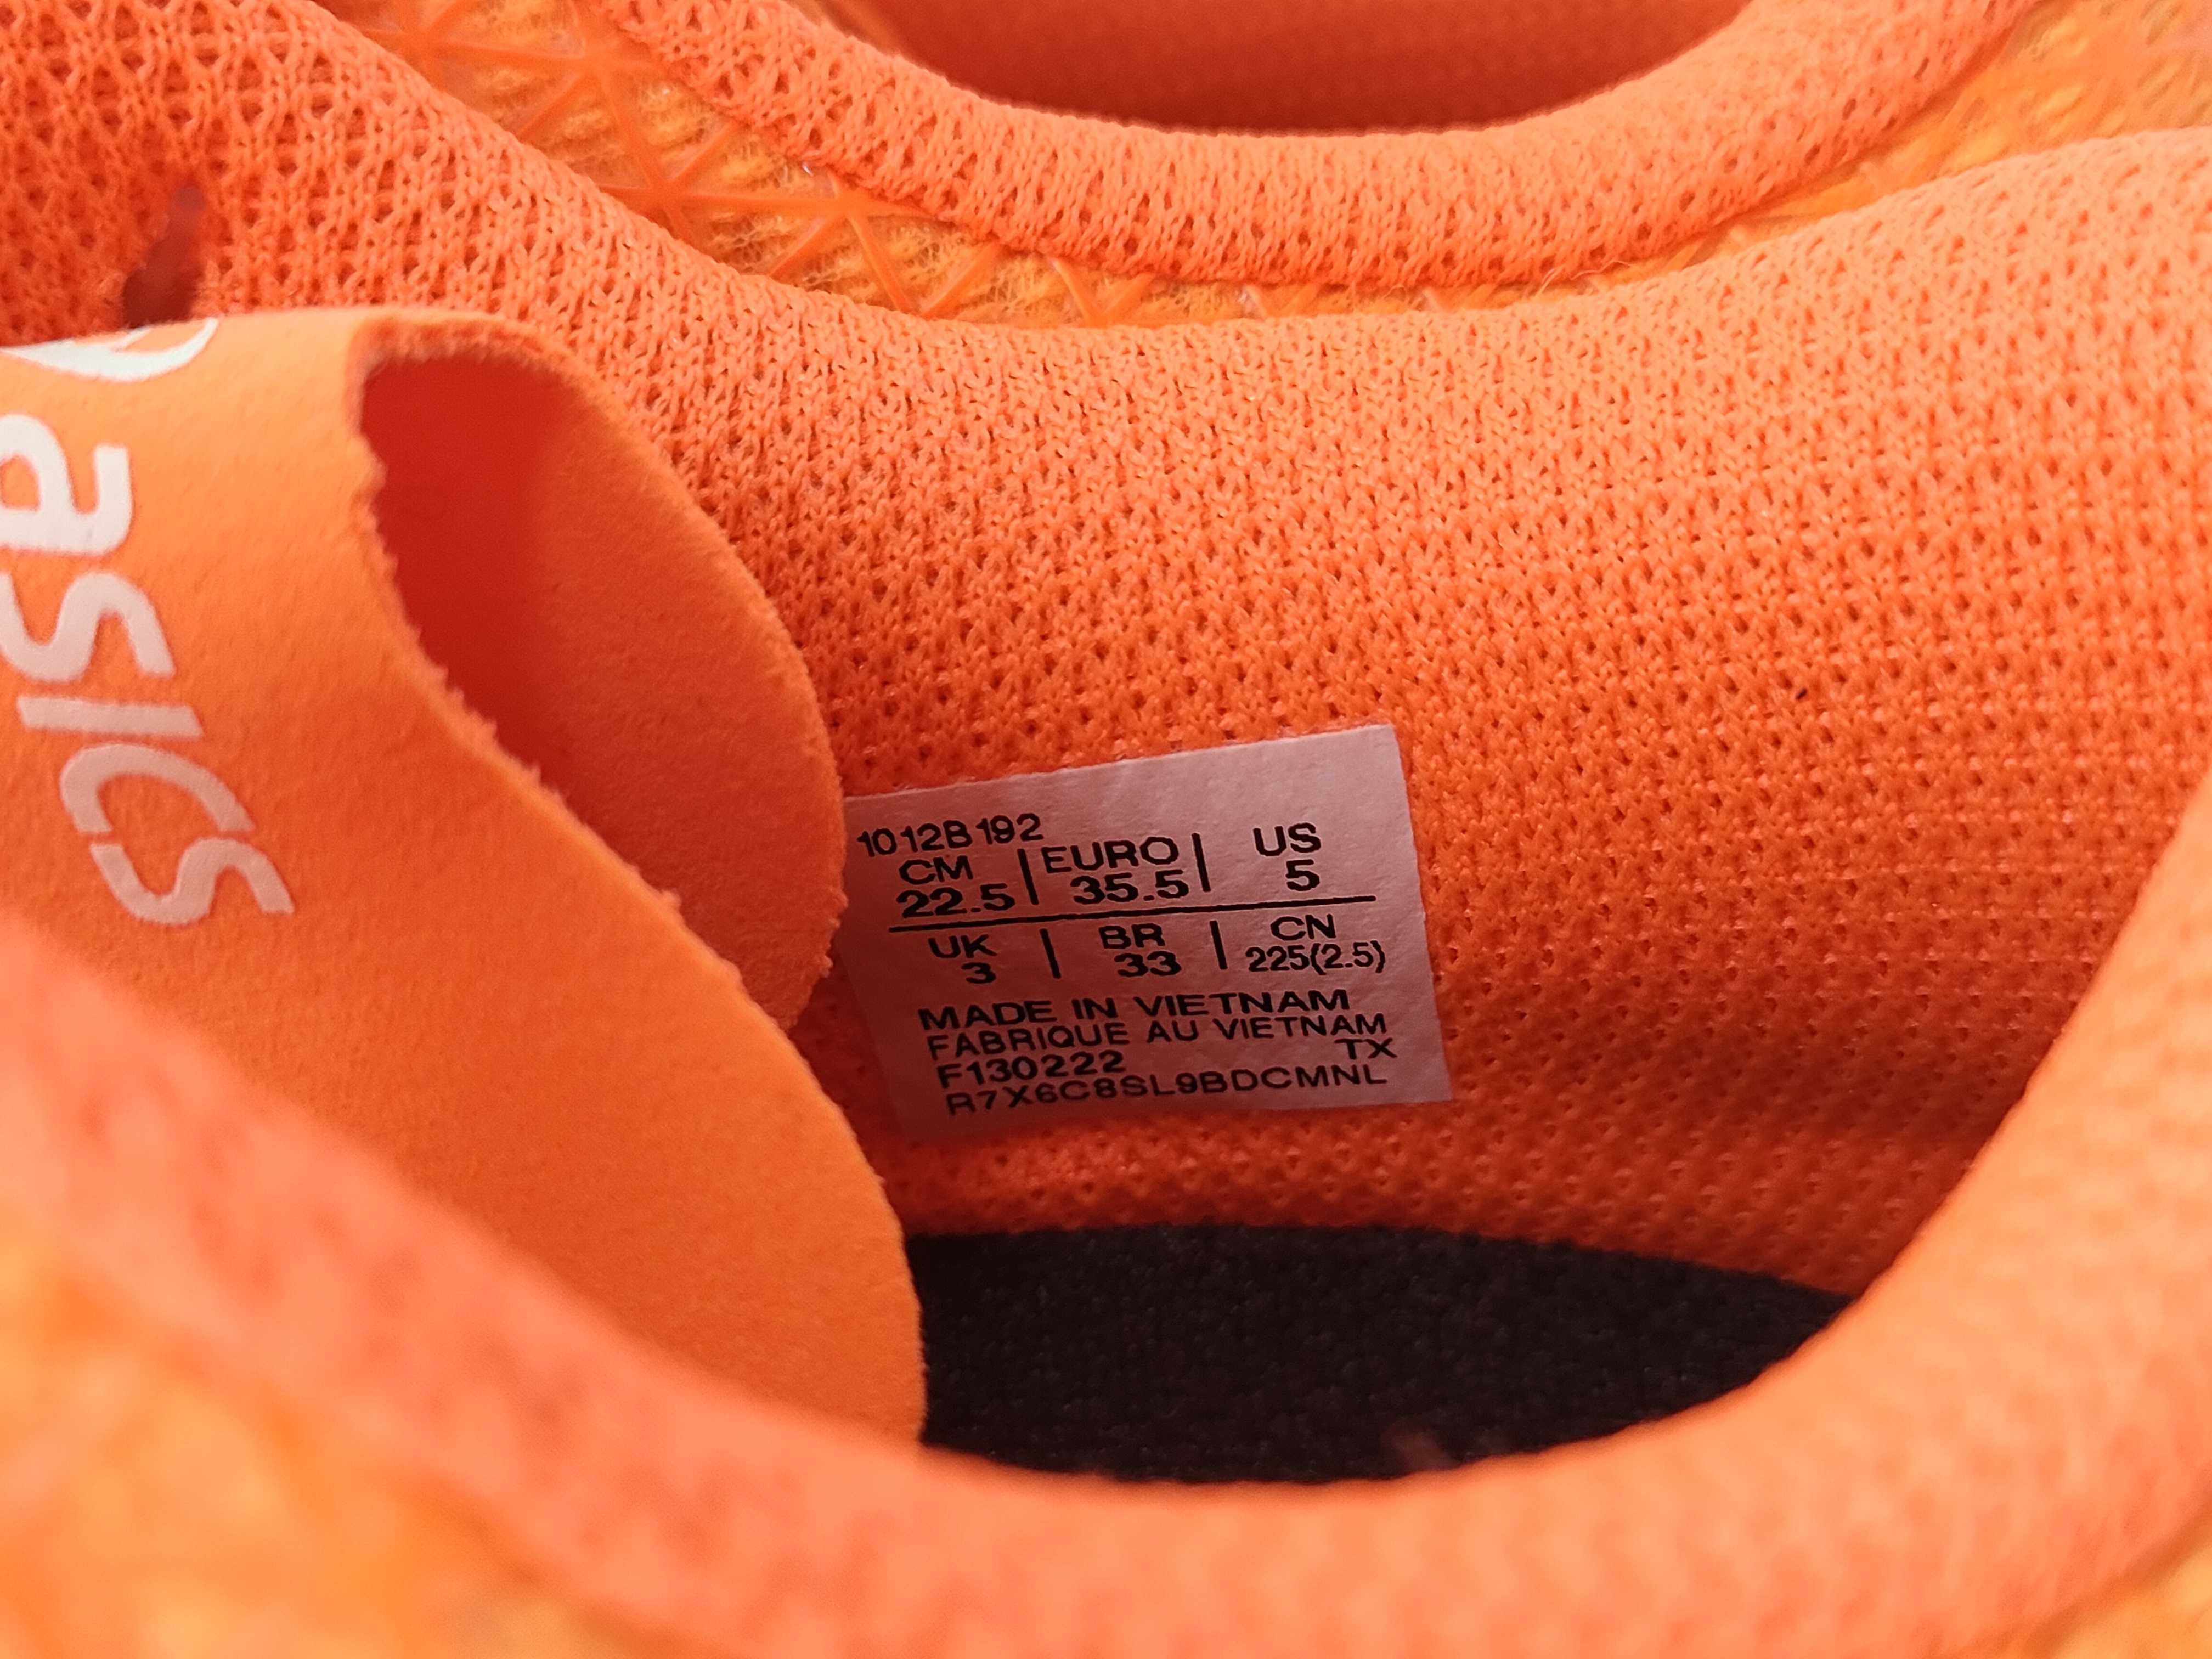 asics
1012B192
CM | EURO | US
22.5 | 35.5 | 5
UK | BR | CN
3 | 33 | 225(2.5)
MADE IN VIETNAM
FABRIQUE AU VIETNAM
F130222 TX
R7X6C8SL9BDCMNL